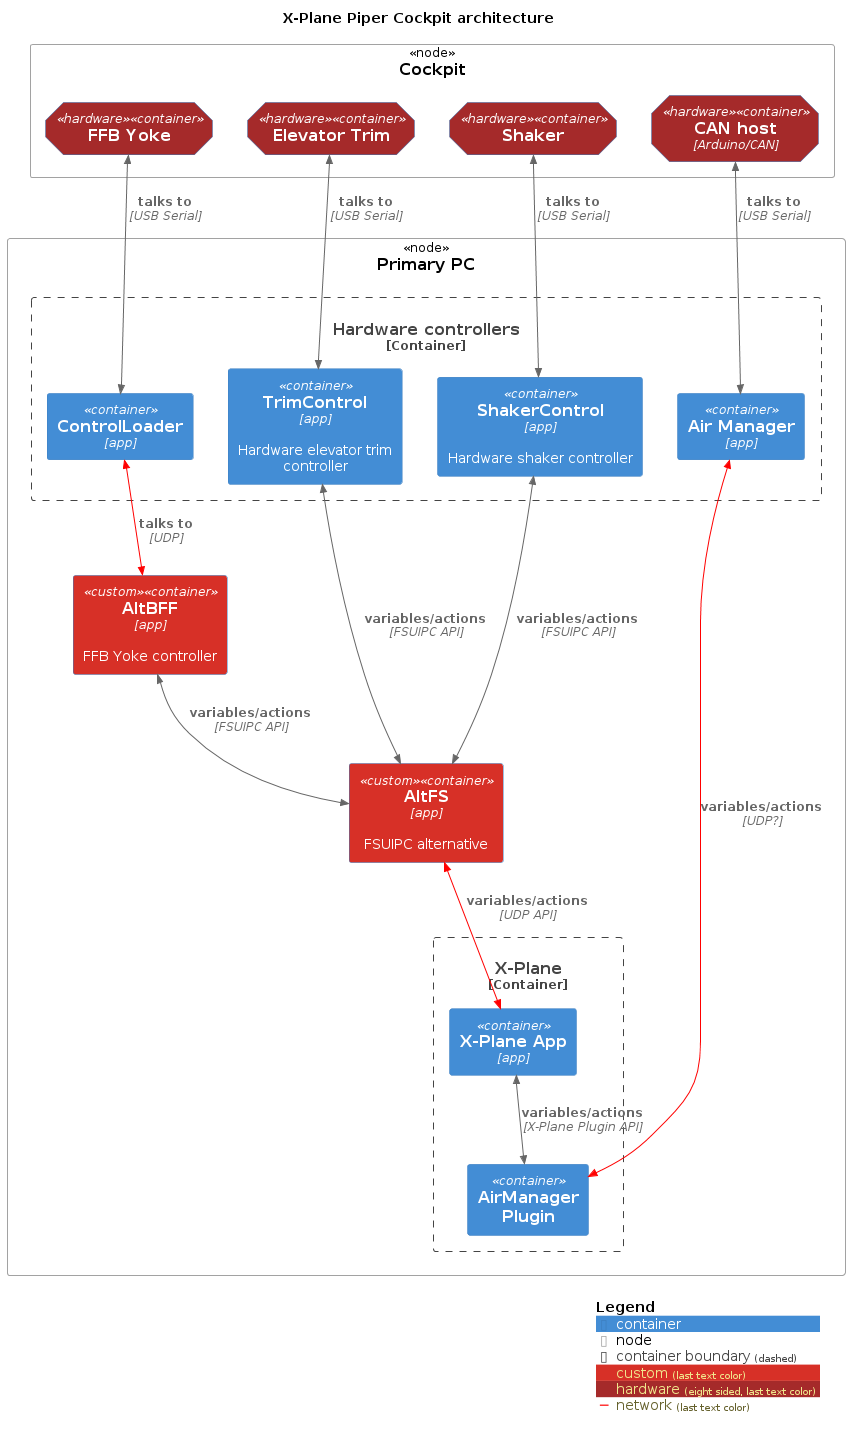 X-Plane Piper Cockpit architecture
«node»
Cockpit
«hardware»«container»
FFB Yoke
«hardware»«container»
Elevator Trim
«hardware»«container»
Shaker
«hardware»«container»
CAN host
[Arduino/CAN]
talks to
[USB Serial]
talks to
[USB Serial]
talks to
[USB Serial]
talks to
[USB Serial]
«node»
Primary PC
Hardware controllers
[Container]
«container»
ControlLoader
[app]
«container»
TrimControl
[app]
Hardware elevator trim
controller
«container»
ShakerControl
[app]
Hardware shaker controller
«container»
Air Manager
[app]
talks to
[UDP]
«custom»«container»
AltBFF
[app]
FFB Yoke controller
variables/actions
[FSUIPC API]
variables/actions
[FSUIPC API]
variables/actions
[FSUIPC API]
«custom»«container»
AltFS
[app]
FSUIPC alternative
variables/actions
[UDP?]
variables/actions
[UDP API]
X-Plane
[Container]
«container»
X-Plane App
[app]
variables/actions
[X-Plane Plugin API]
«container»
AirManager
Plugin
Legend
container
node
container boundary (dashed)
custom (last text color)
hardware (eight sided, last text color)
network (last text color)